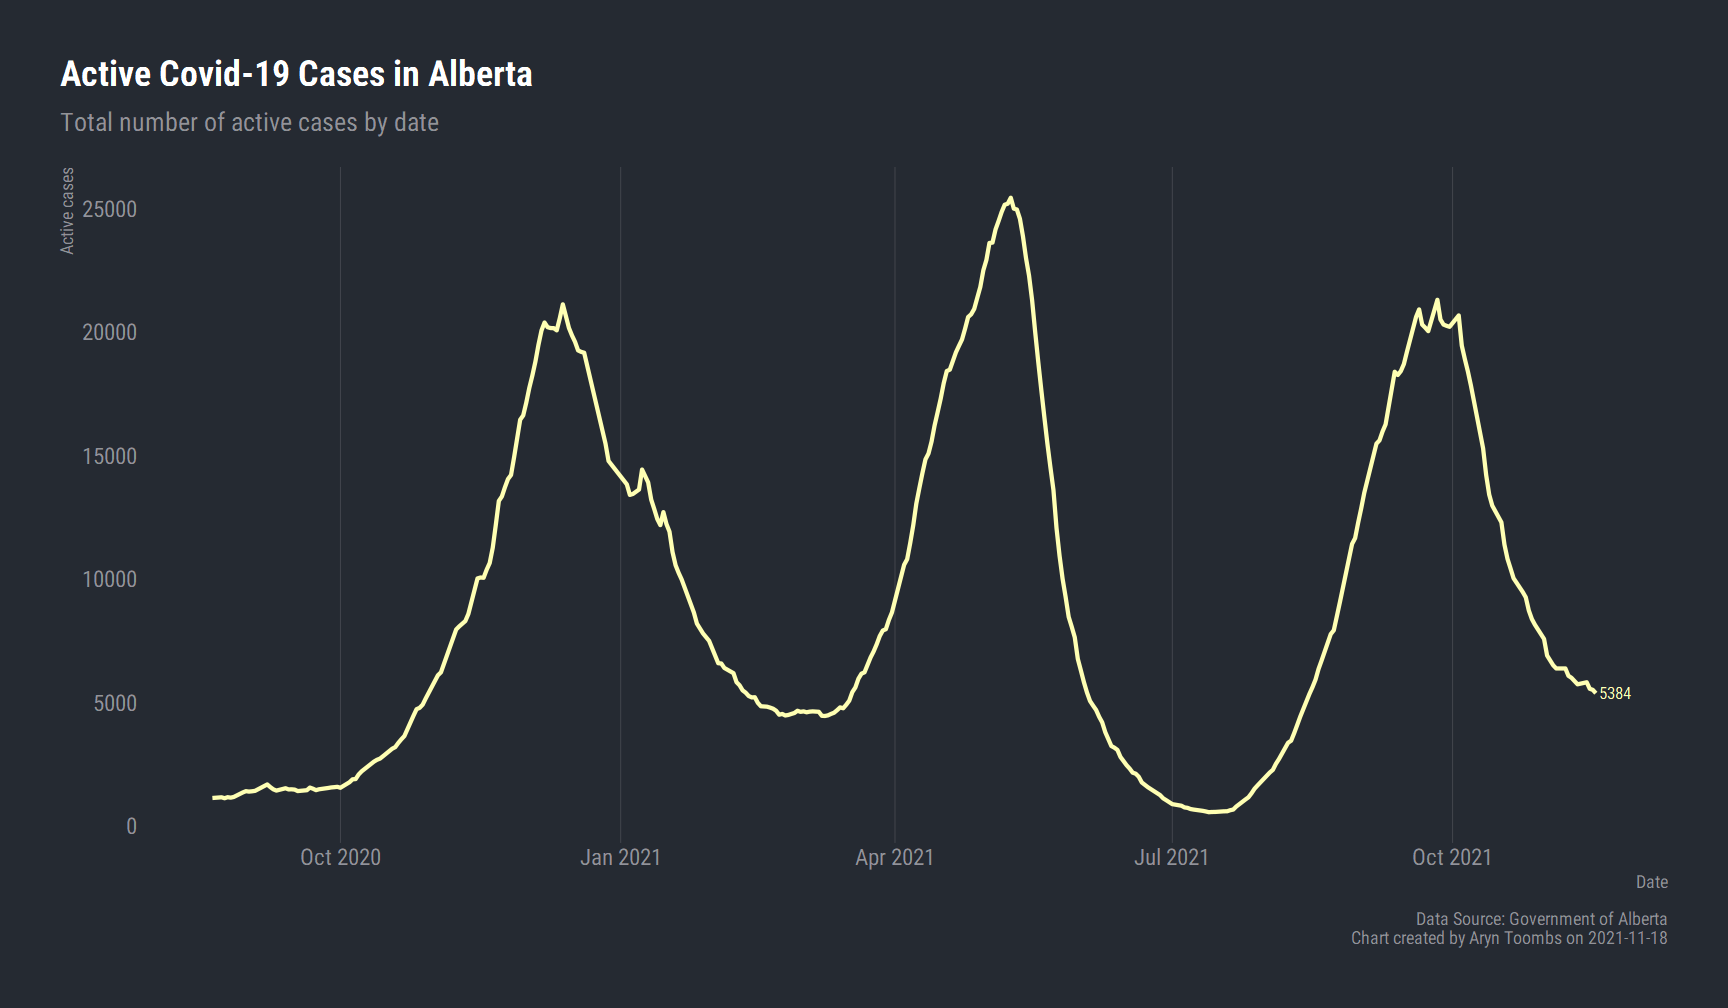 Active Covid-19 Cases in Alberta
Total number of active cases by date
Active cases
25000
20000
15000
10000
5000
0
5384
Oct 2020
Jan 2021
Apr 2021
Jul 2021
Oct 2021
Date
Data Source: Government of Alberta
Chart created by Aryn Toombs on 2021-11-18